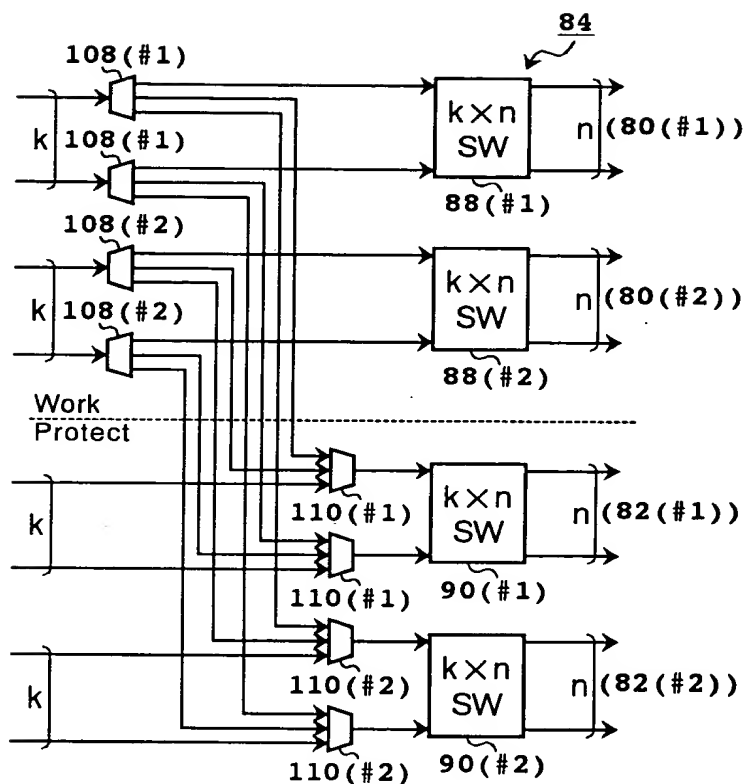 84
108(#1)
k
k×n
SW
n
(80(#1))
108(#1)
88(#1)
108(#2)
k
k×n
SW
n
(80(#2))
108(#2)
88(#2)
Work
Protect
k
k×n
SW
n
(82(#1))
110(#1)
110(#1)
90(#1)
k
k×n
SW
n
(82(#2))
110(#2)
110(#2)
90(#2)